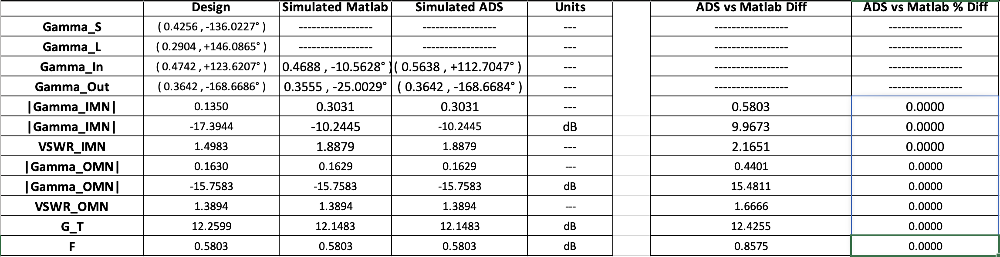 Design Simulated Matlab Simulated ADS Units ADS vs Matlab Diff ADS vs Matlab % Diff
Gamma_S ( 0.4256 , -136.0227° ) ----------------- ----------------- --- ----------------- -----------------
Gamma_L ( 0.2904 , +146.0865° ) ----------------- ----------------- --- ----------------- -----------------
Gamma_In ( 0.4742 , +123.6207° ) 0.4688 , -10.5628° ) ( 0.5638 , +112.7047° ) --- ----------------- -----------------
Gamma_Out ( 0.3642 , -168.6686° ) 0.3555 , -25.0029° ( 0.3642 , -168.6684° ) --- ----------------- -----------------
|Gamma_IMN| 0.1350 0.3031 0.3031 --- 0.5803 0.0000
|Gamma_IMN| -17.3944 -10.2445 -10.2445 dB 9.9673 0.0000
VSWR_IMN 1.4983 1.8879 1.8879 --- 2.1651 0.0000
|Gamma_OMN| 0.1630 0.1629 0.1629 --- 0.4401 0.0000
|Gamma_OMN| -15.7583 -15.7583 -15.7583 dB 15.4811 0.0000
VSWR_OMN 1.3894 1.3894 1.3894 --- 1.6666 0.0000
G_T 12.2599 12.1483 12.1483 dB 12.4255 0.0000
F 0.5803 0.5803 0.5803 dB 0.8575 0.0000